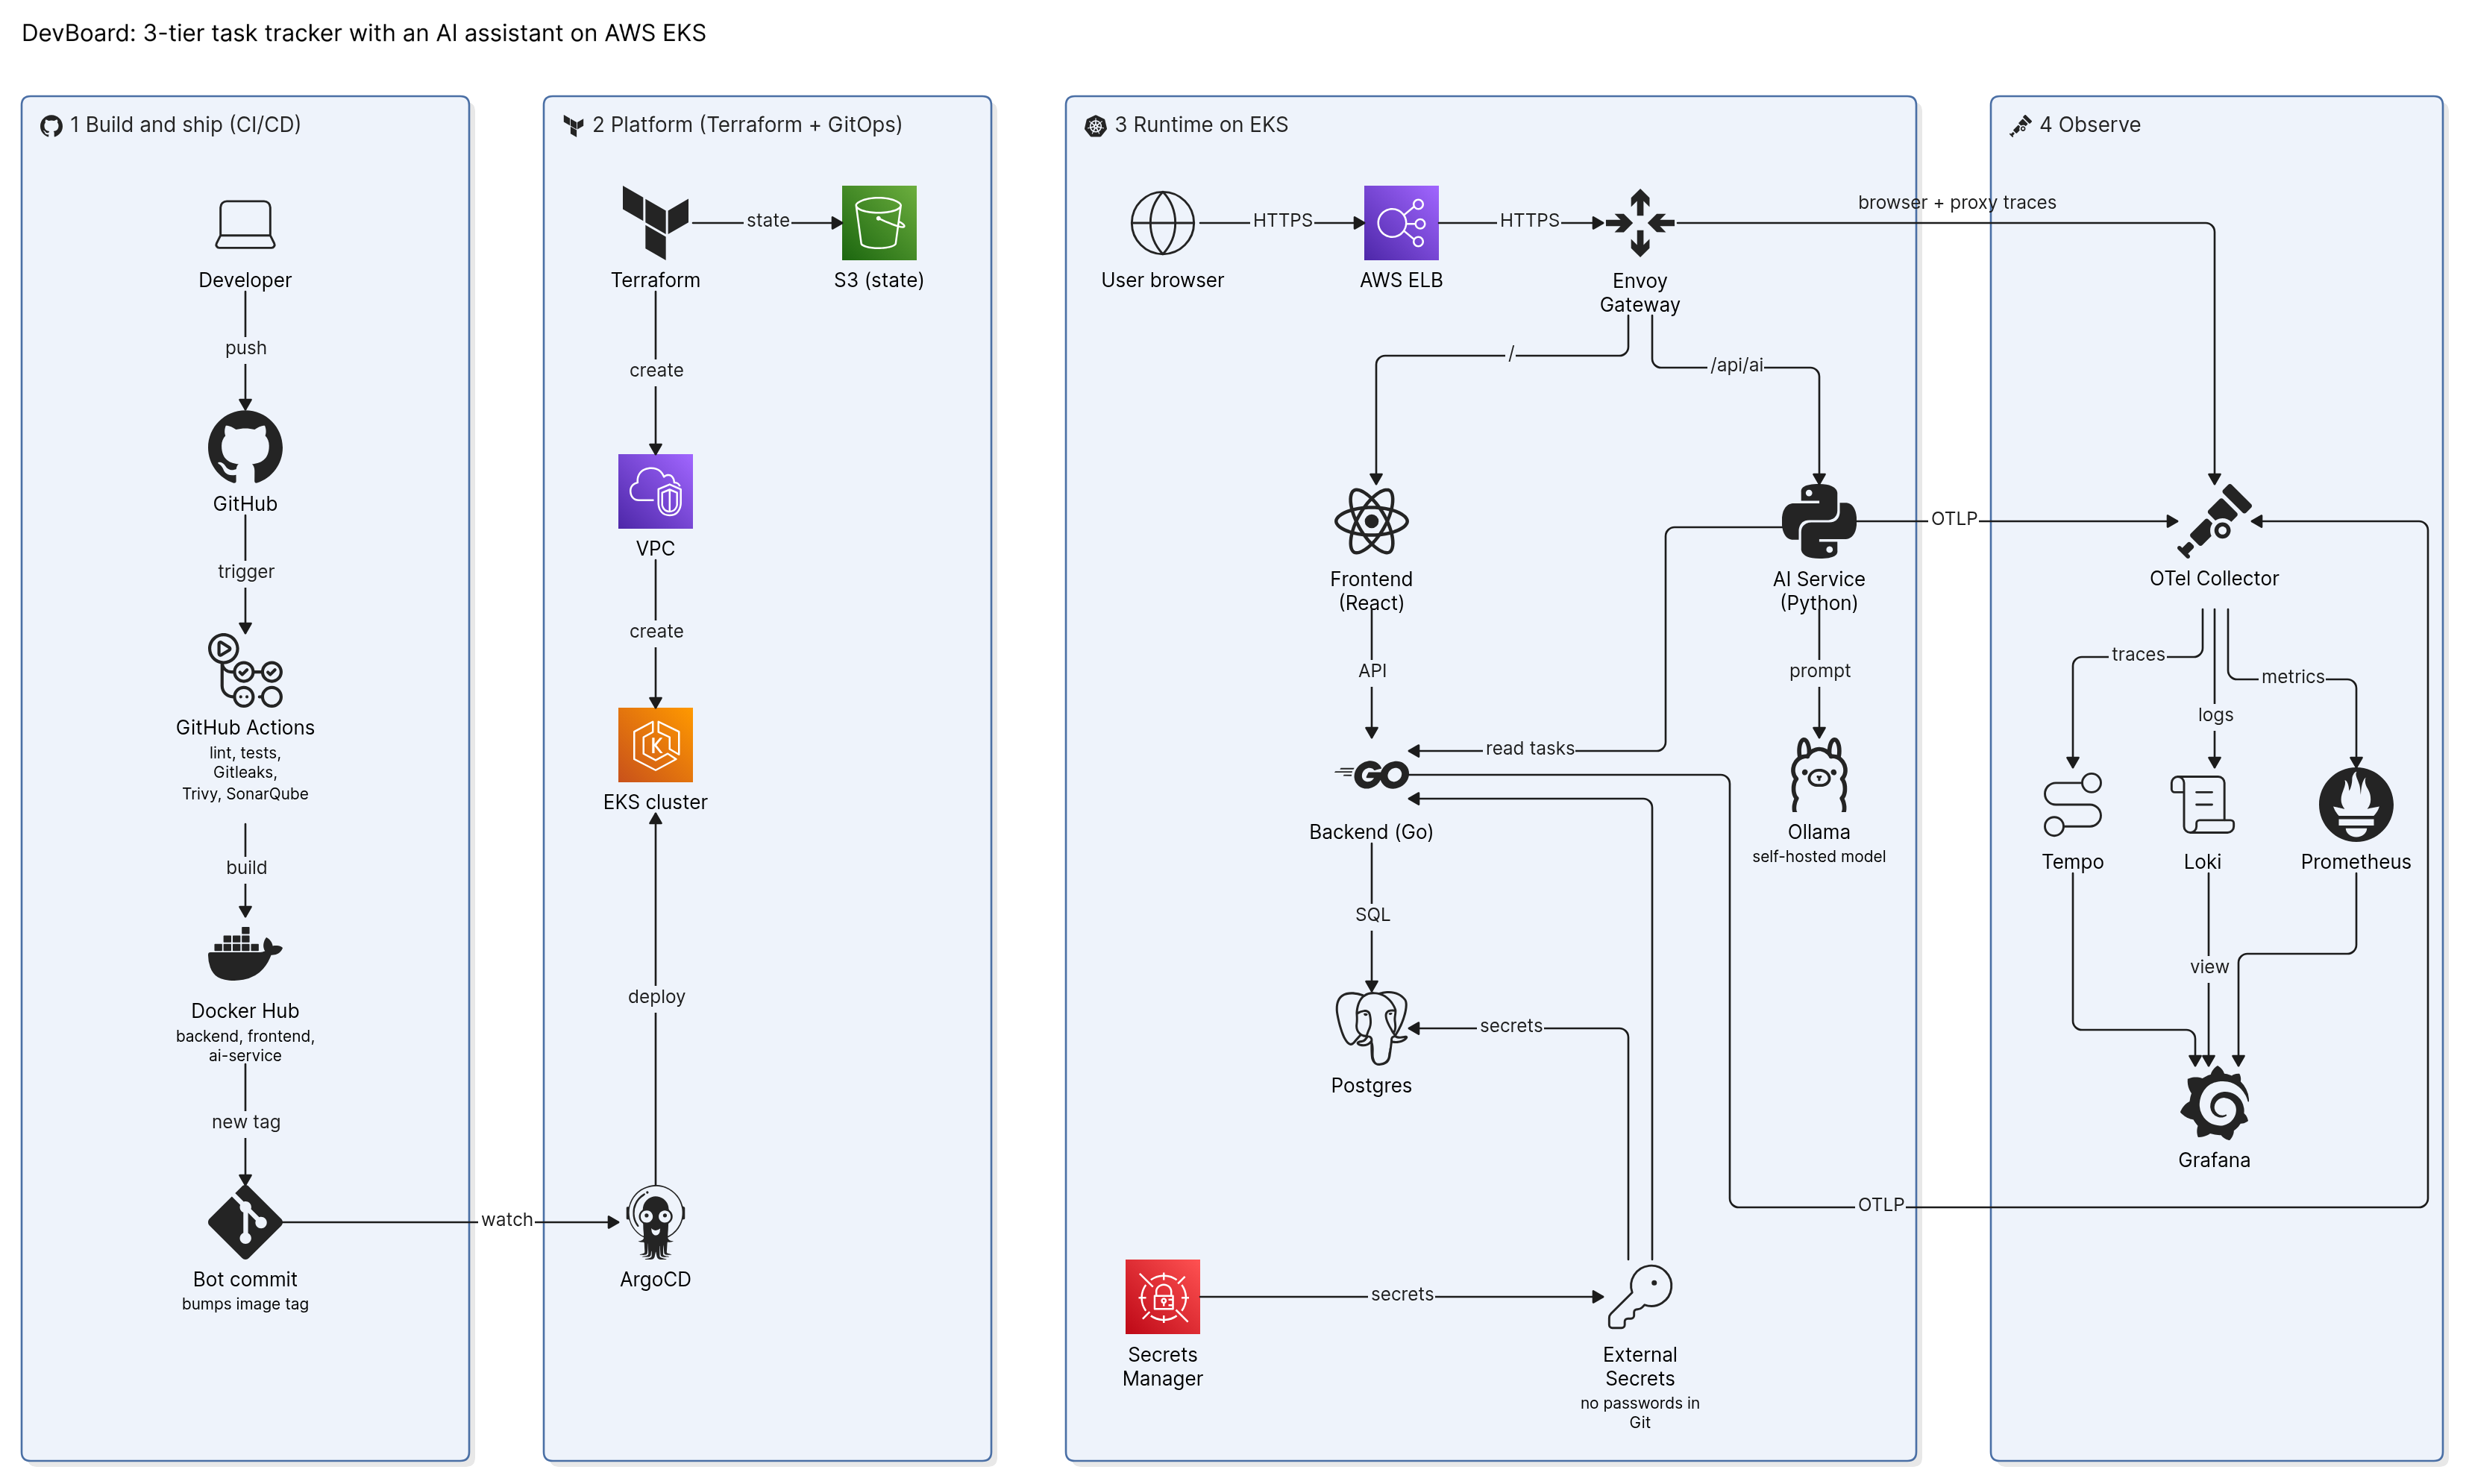 DevBoard: 3-tier task tracker with an AI assistant on AWS EKS
1 Build and ship (CI/CD)
Developer
push
GitHub
trigger
GitHub Actions
lint, tests,
Gitleaks,
Trivy, SonarQube
build
Docker Hub
backend, frontend,
ai-service
new tag
Bot commit
bumps image tag
watch
2 Platform (Terraform + GitOps)
Terraform
state
S3 (state)
create
VPC
create
EKS cluster
deploy
ArgoCD
3 Runtime on EKS
User browser
HTTPS
AWS ELB
HTTPS
Envoy
Gateway
browser + proxy traces
/
/api/ai
Frontend
(React)
AI Service
(Python)
OTLP
API
prompt
read tasks
GO
Backend (Go)
Ollama
self-hosted model
SQL
secrets
Postgres
OTLP
Secrets
Manager
secrets
External
Secrets
no passwords in
Git
4 Observe
OTel Collector
traces
logs
metrics
Tempo
Loki
Prometheus
view
Grafana